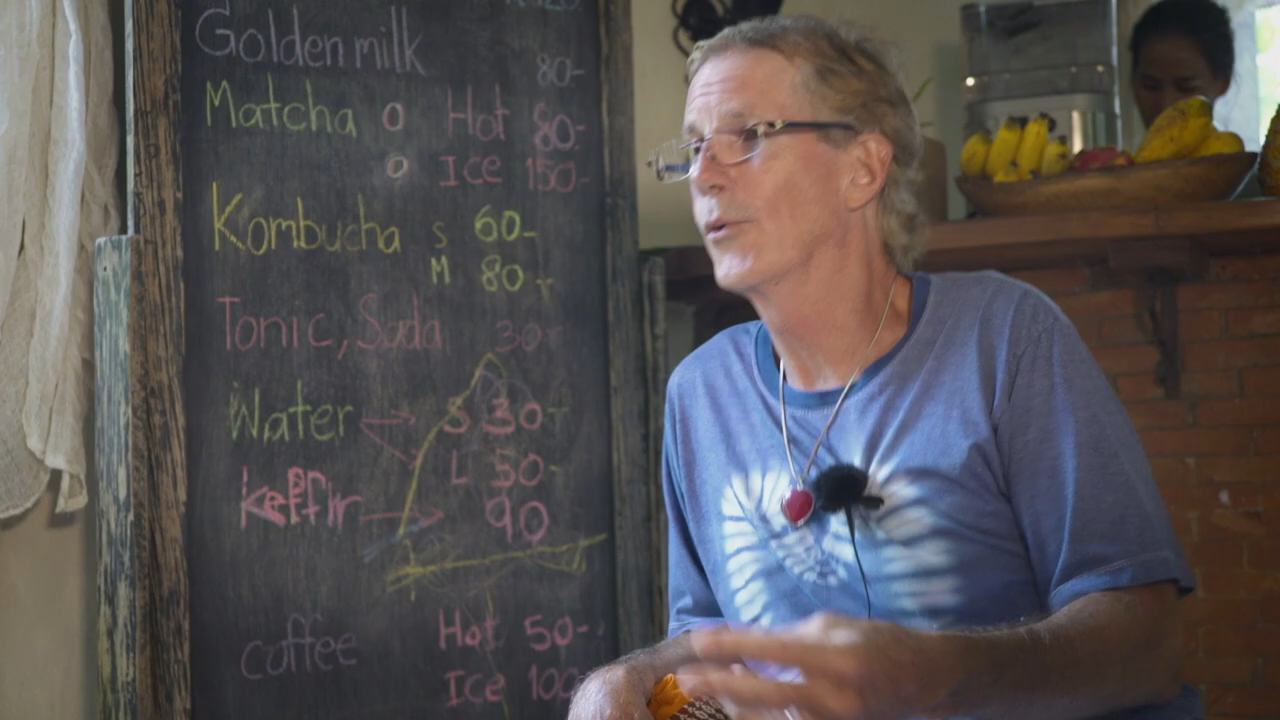 Golden milk 80-
Matcha o Hot 80-
o Ice 150-
Kombucha S 60-
M 80-
Tonic, Soda 30-
Water → S 30-
L 50-
Keffir → 90
coffee Hot 50-
Ice 100